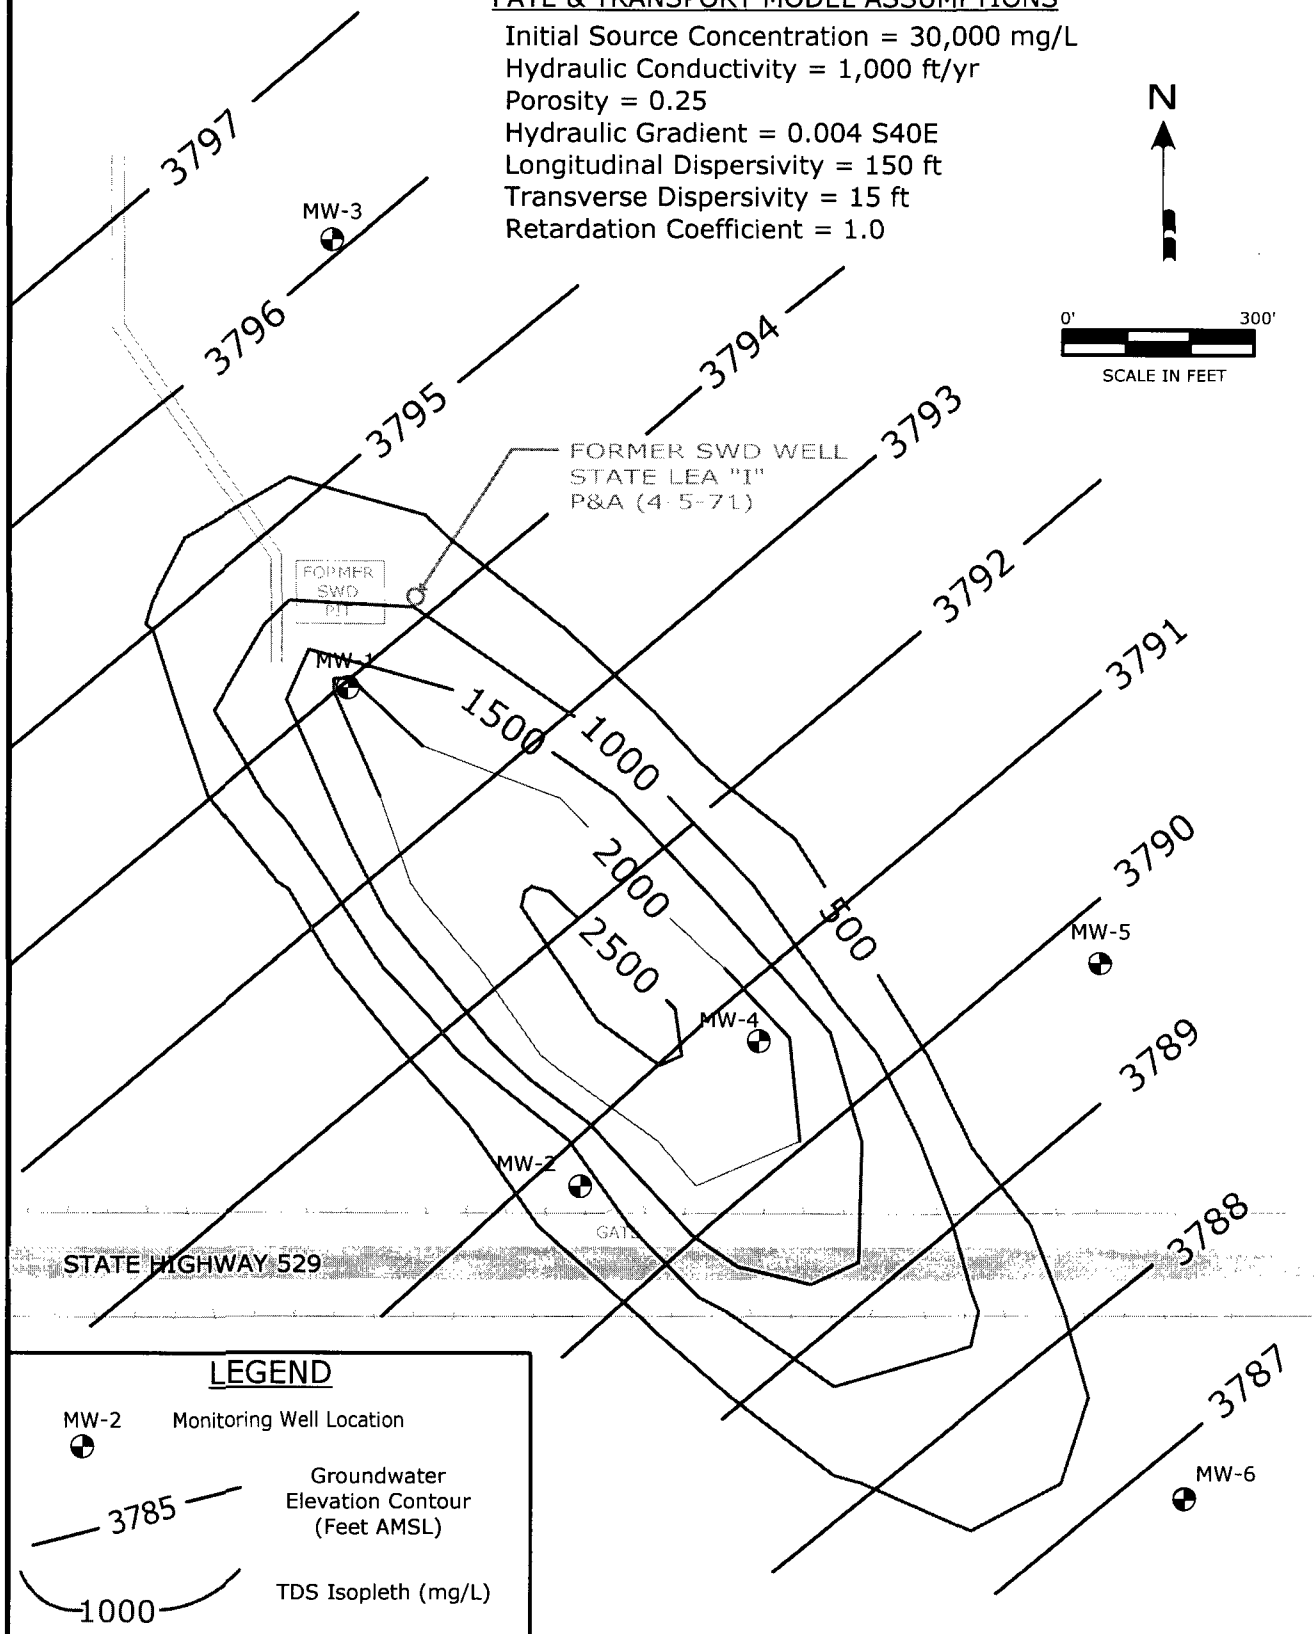 FATE & TRANSPORT MODEL ASSUMPTIONS
Initial Source Concentration = 30,000 mg/L
Hydraulic Conductivity = 1,000 ft/yr
Porosity = 0.25
Hydraulic Gradient = 0.004 S40E
Longitudinal Dispersivity = 150 ft
Transverse Dispersivity = 15 ft
Retardation Coefficient = 1.0
N
0' 300'
SCALE IN FEET
3797
MW-3
3796
3795
3794
3793
FORMER SWD WELL
STATE LEA "I"
P&A (4-5-71)
FORMER
SWD
PIT
3792
3791
MW-1
1500
1000
2000
2500
500
3790
MW-5
MW-4
3789
MW-2
GATE
STATE HIGHWAY 529
3788
3787
MW-6
LEGEND
MW-2 Monitoring Well Location
3785
Groundwater
Elevation Contour
(Feet AMSL)
1000
TDS Isopleth (mg/L)